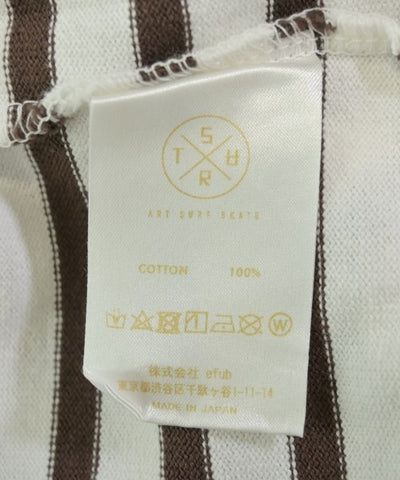 S
T R
R
ART SURF SKATE
COTTON 100%
W
株式会社 efub
東京都渋谷区千駄ヶ谷1-11-14
MADE IN JAPAN